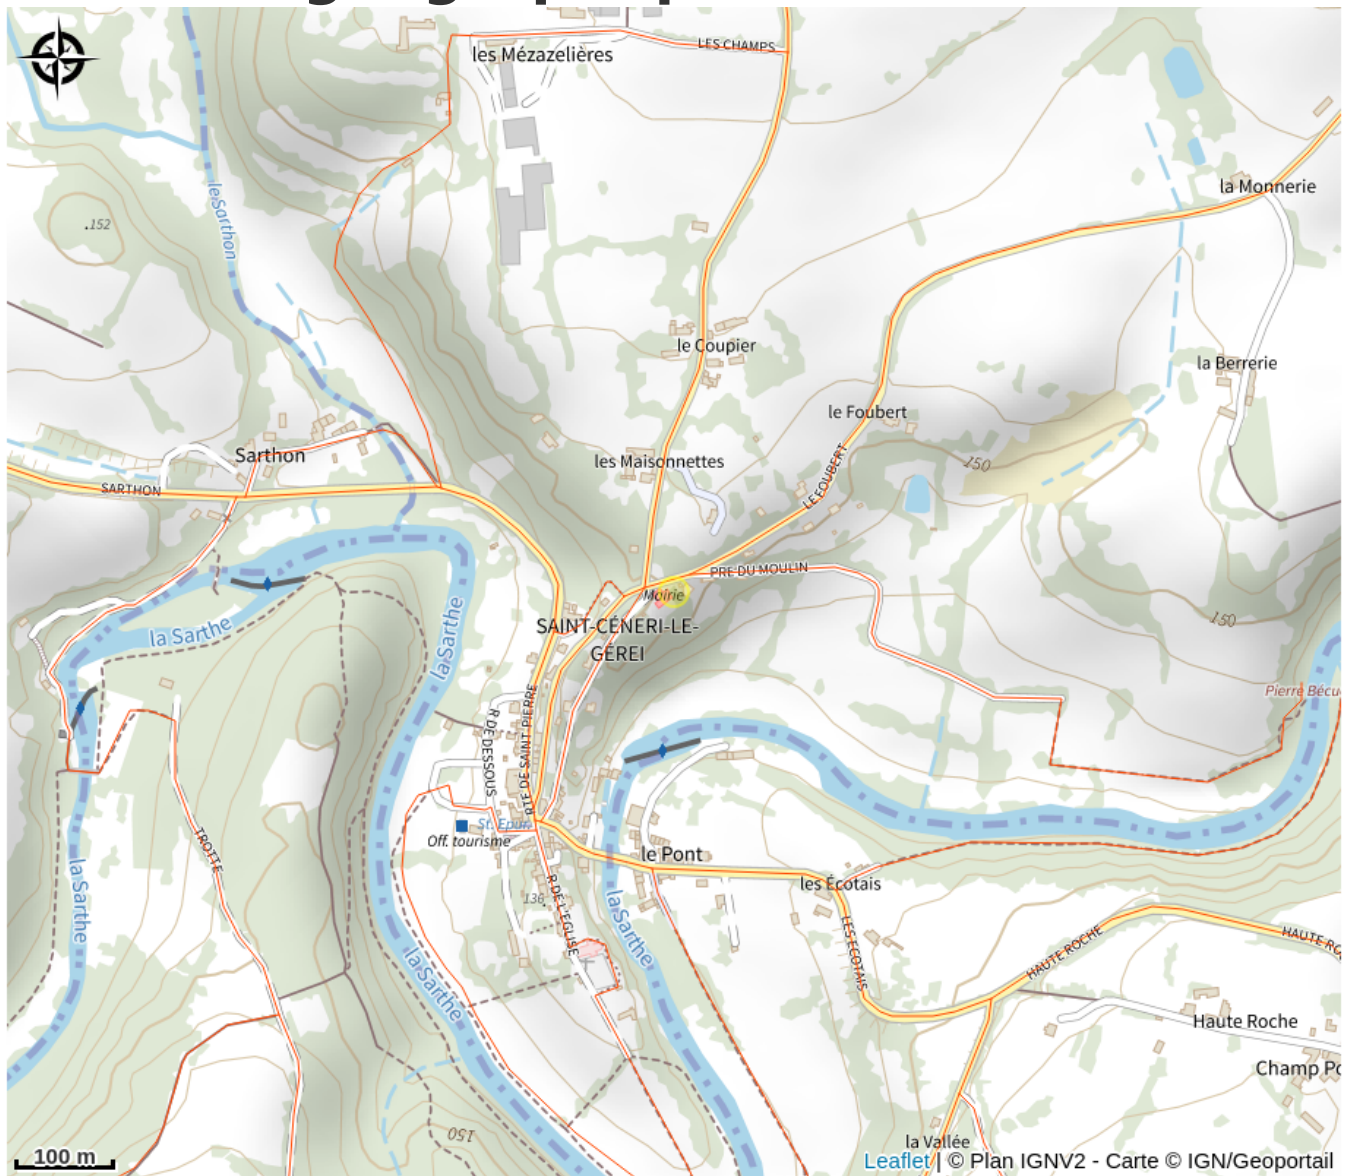 les Mézazelières
LES CHAMPS
la Monnerie
.152
le Sarthon
le Coupier
la Berrerie
le Foubert
Sarthon
les Maisonnettes
150
LE FOUBERT
SARTHON
PRE DU MOULIN
Mairie
la Sarthe
la Sarthe
SAINT-CÉNERI-LE-
GÉREI
150
Pierre Bécu
RTE DE SAINT-PIERRE
R DE DESSOUS
St. Epur.
Off. tourisme
TROTTE
le Pont
les Écotais
la Sarthe
136.
R DE L'EGLISE
la Sarthe
LES ECOTAIS
HAUTE ROCHE
HAUTE RO
la Sarthe
Haute Roche
Champ Po
150
la Vallée
100 m
Leaflet | © Plan IGNV2 - Carte © IGN/Geoportail